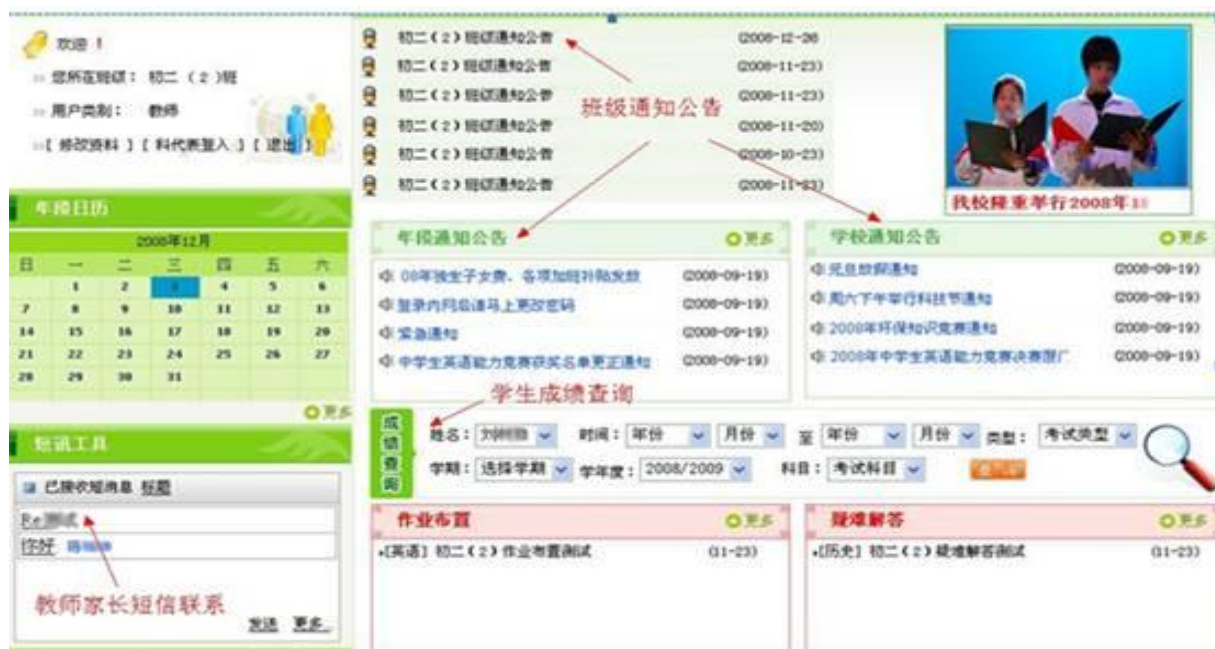 欢迎！
您所在班级：初二（2）班
用户类别：教师
[ 修改资料 ] [ 科代表登入 ] [ 退出 ]
年段日历
2008年12月
日 一 二 三 四 五 六
1 2 3 4 5 6
7 8 9 10 11 12 13
14 15 16 17 18 19 20
21 22 23 24 25 26 27
28 29 30 31
更多
短讯工具
已接收短消息 标题
Re:测试
你好
教师家长短信联系
发送 更多
初二（2）班级通知公告 (2008-12-26
初二（2）班级通知公告 (2008-11-23)
初二（2）班级通知公告 (2008-11-23)
初二（2）班级通知公告 (2008-11-20)
初二（2）班级通知公告 (2008-10-23)
初二（2）班级通知公告 (2008-11-23)
班级通知公告
我校隆重举行2008年
年段通知公告 更多
08年独生子女费、各项加班补贴发放 (2008-09-19)
登录内网后请马上更改密码 (2008-09-19)
紧急通知 (2008-09-19)
中学生英语能力竞赛获奖名单更正通知 (2008-09-19)
学校通知公告 更多
元旦放假通知 (2008-09-19)
周六下午举行科技节通知 (2008-09-19)
2008年环保知识竞赛通知 (2008-09-19)
2008年中学生英语能力竞赛决赛暨厂 (2008-09-19)
学生成绩查询
成绩查询
姓名： 时间：年份 月份 至 年份 月份 类型：考试类型
学期：选择学期 学年度：2008/2009 科目：考试科目
作业布置 更多
•[英语] 初二（2）作业布置测试 (11-23)
疑难解答 更多
•[历史] 初二（2）疑难解答测试 (11-23)